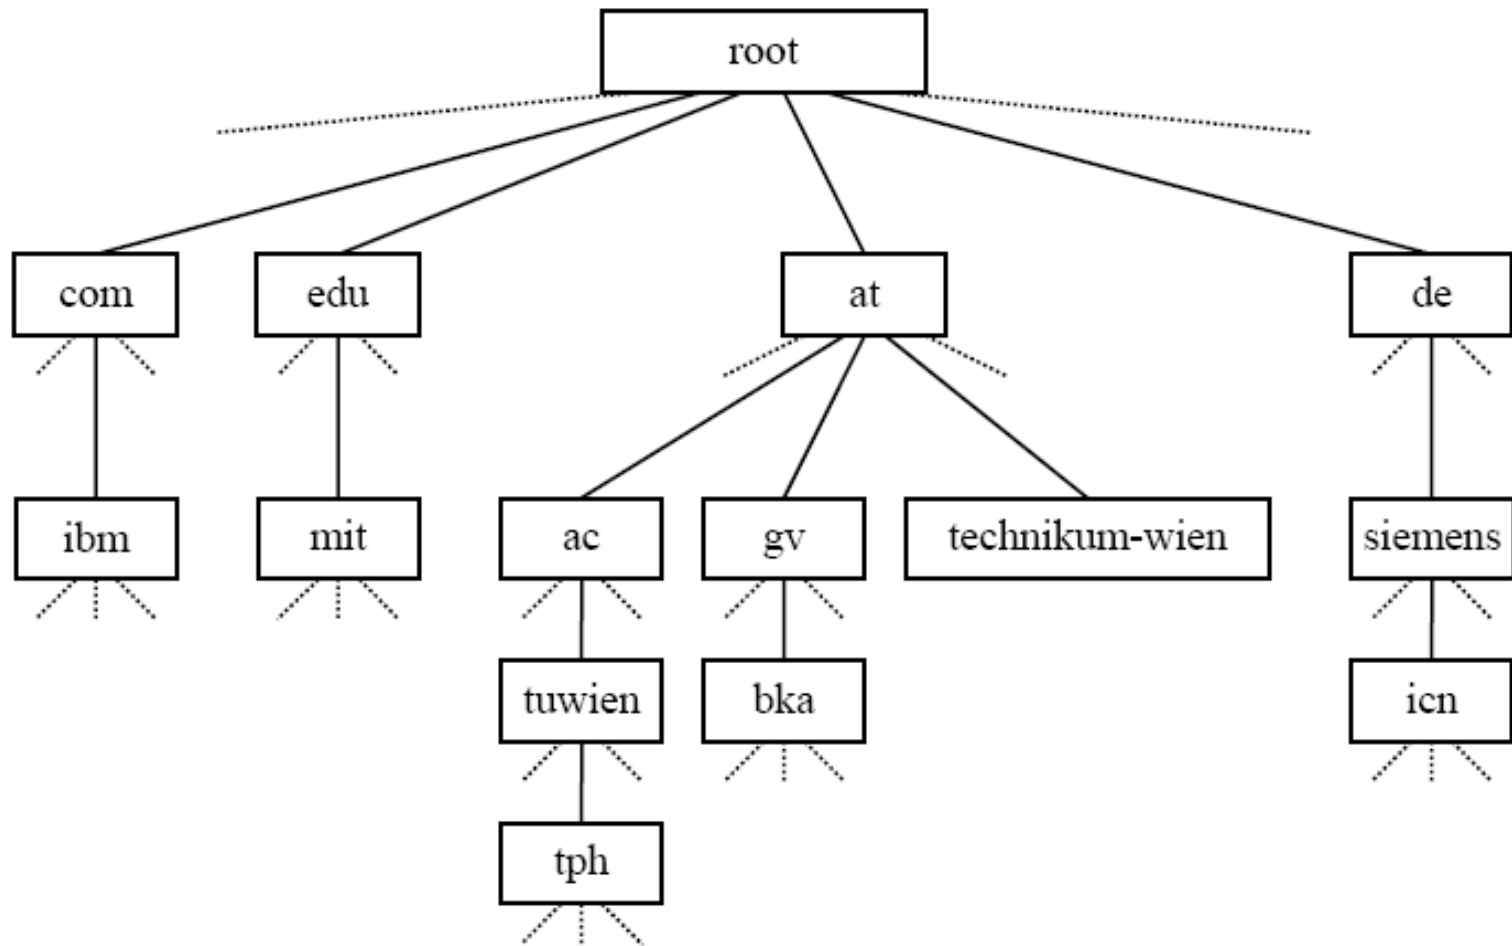 root
com
edu
at
de
ibm
mit
ac
gv
technikum-wien
siemens
tuwien
bka
icn
tph